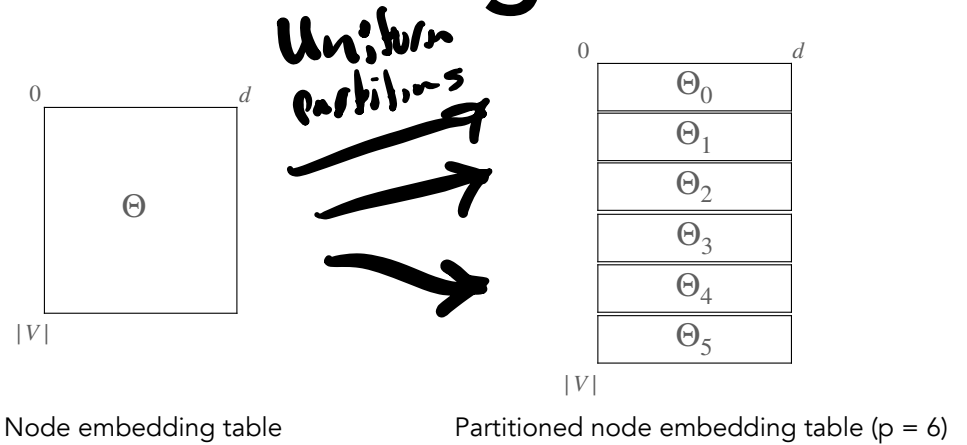 Uniform
partitions
0
d
Θ
|V|
Node embedding table
0
d
Θ0
Θ1
Θ2
Θ3
Θ4
Θ5
|V|
Partitioned node embedding table (p = 6)